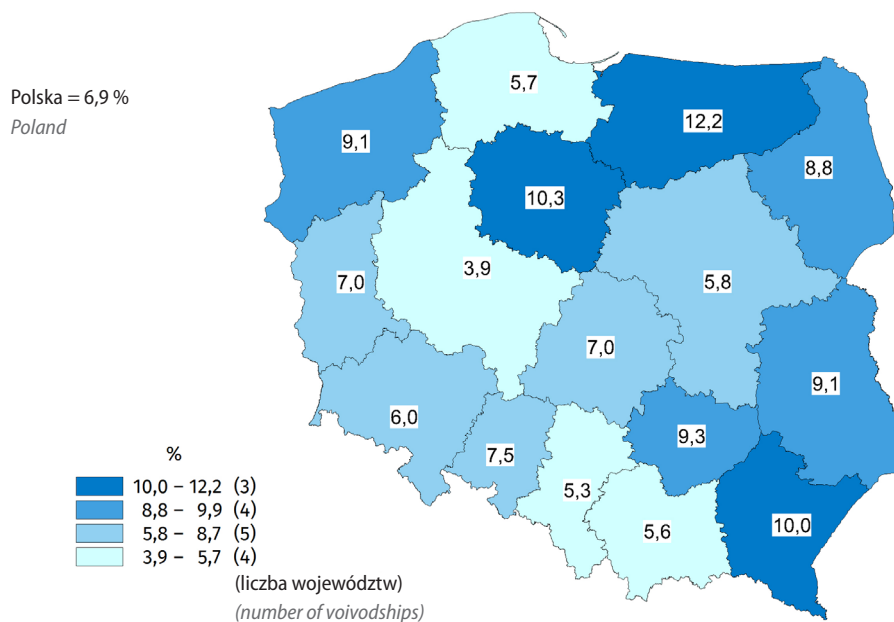 Polska = 6,9 %
Poland
5,7
12,2
9,1
8,8
10,3
3,9
7,0
5,8
7,0
9,1
6,0
9,3
7,5
5,3
5,6
10,0
%
10,0 – 12,2 (3)
8,8 – 9,9 (4)
5,8 – 8,7 (5)
3,9 – 5,7 (4)
(liczba województw)
(number of voivodships)